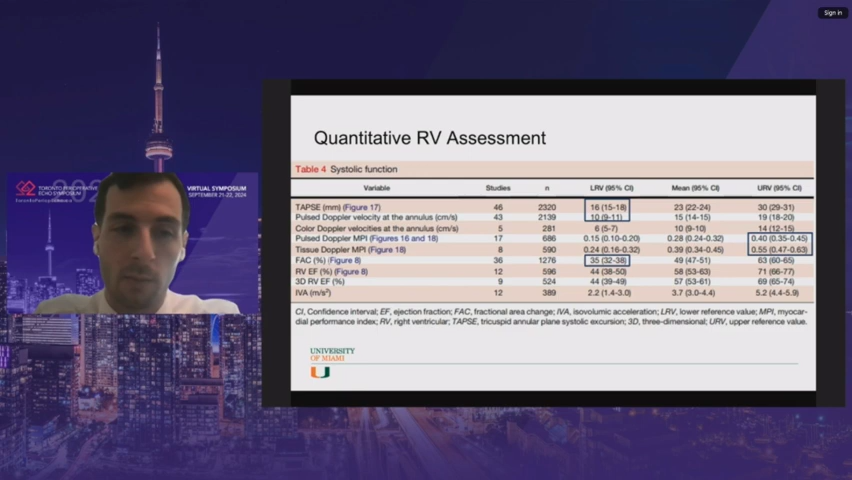 Sign in
TORONTO PERIOPERATIVE
ECHO SYMPOSIUM
VIRTUAL SYMPOSIUM
SEPTEMBER 21-22, 2024
Quantitative RV Assessment
Table 4 Systolic function
Variable Studies n LRV (95% CI) Mean (95% CI) URV (95% CI)
TAPSE (mm) (Figure 17) 46 2320 16 (15-18) 23 (22-24) 30 (29-31)
Pulsed Doppler velocity at the annulus (cm/s) 43 2139 10 (9-11) 15 (14-15) 19 (18-20)
Color Doppler velocities at the annulus (cm/s) 5 281 6 (5-7) 10 (9-10) 14 (12-15)
Pulsed Doppler MPI (Figures 16 and 18) 17 686 0.15 (0.10-0.20) 0.28 (0.24-0.32) 0.40 (0.35-0.45)
Tissue Doppler MPI (Figure 18) 8 590 0.24 (0.16-0.32) 0.39 (0.34-0.45) 0.55 (0.47-0.63)
FAC (%) (Figure 8) 36 1276 35 (32-38) 49 (47-51) 63 (60-65)
RV EF (%) (Figure 8) 12 596 44 (38-50) 58 (53-63) 71 (66-77)
3D RV EF (%) 9 524 44 (39-49) 57 (53-61) 69 (65-74)
IVA (m/s²) 12 389 2.2 (1.4-3.0) 3.7 (3.0-4.4) 5.2 (4.4-5.9)
CI, Confidence interval; EF, ejection fraction; FAC, fractional area change; IVA, isovolumic acceleration; LRV, lower reference value; MPI, myocar-
dial performance index; RV, right ventricular; TAPSE, tricuspid annular plane systolic excursion; 3D, three-dimensional; URV, upper reference value.
UNIVERSITY
OF MIAMI